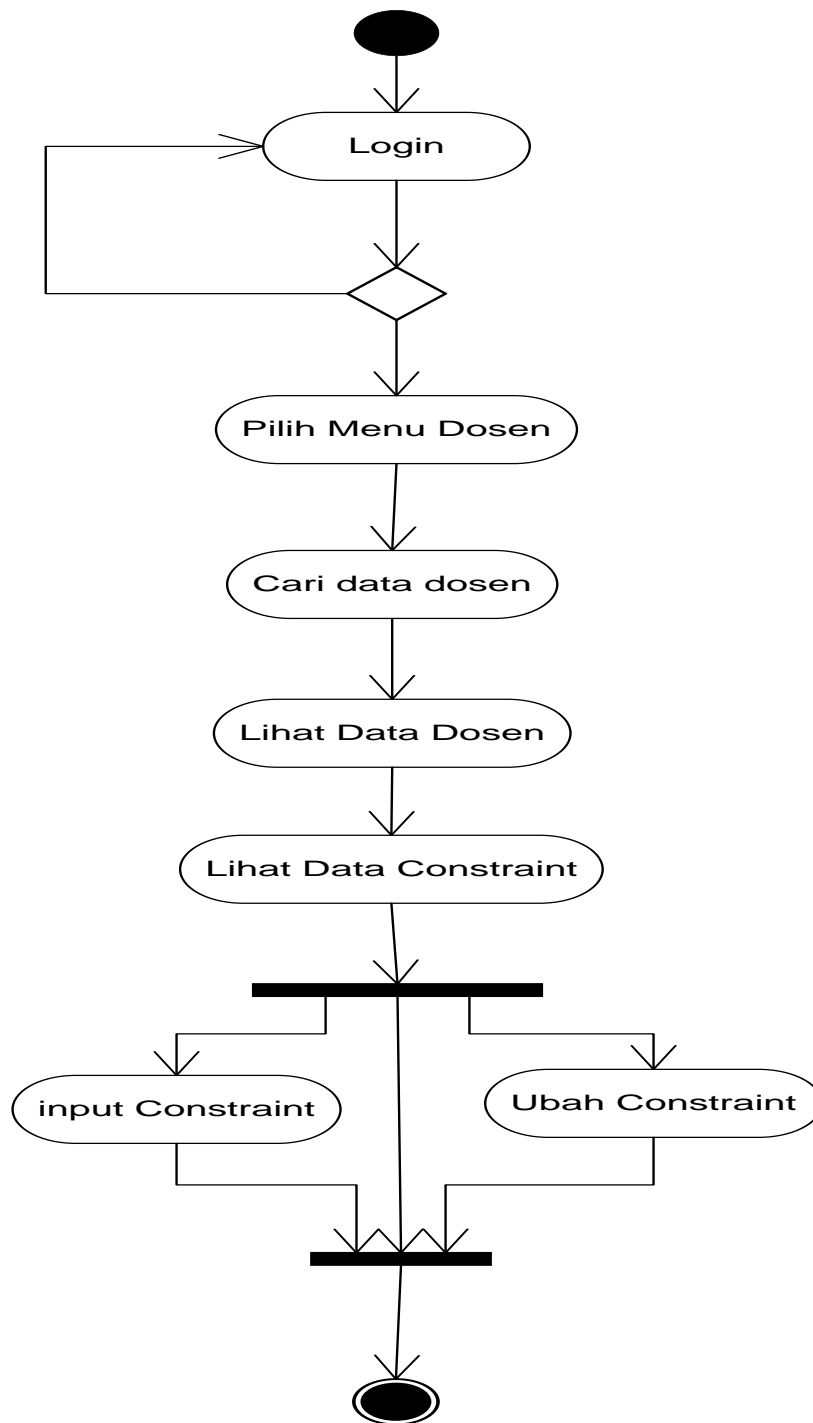 Login
Pilih Menu Dosen
Cari data dosen
Lihat Data Dosen
Lihat Data Constraint
input Constraint
Ubah Constraint